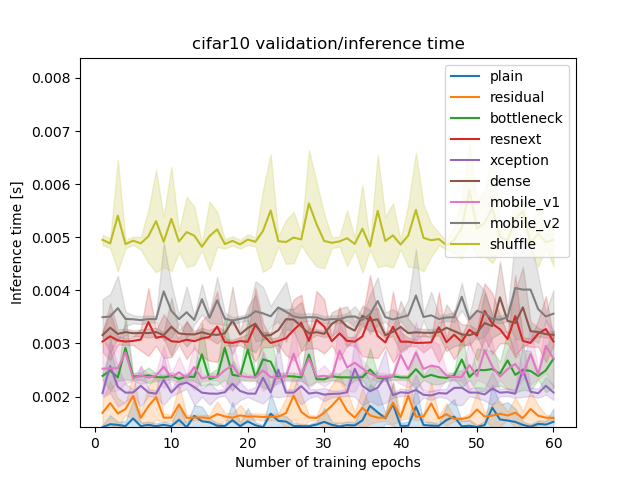 cifar10 validation/inference time
Inference time [s]
0.008
0.007
0.006
0.005
0.004
0.003
0.002
plain
residual
bottleneck
resnext
xception
dense
mobile_v1
mobile_v2
shuffle
0 10 20 30 40 50 60
Number of training epochs